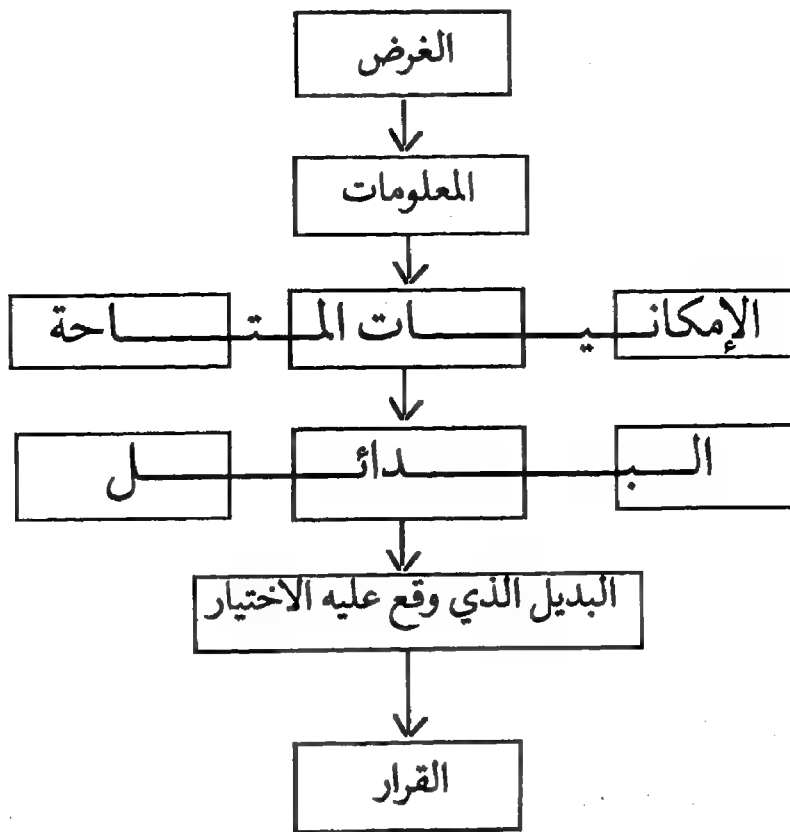 الغرض
المعلومات
الإمكانيات المتاحة
البدائل
البديل الذي وقع عليه الاختيار
القرار